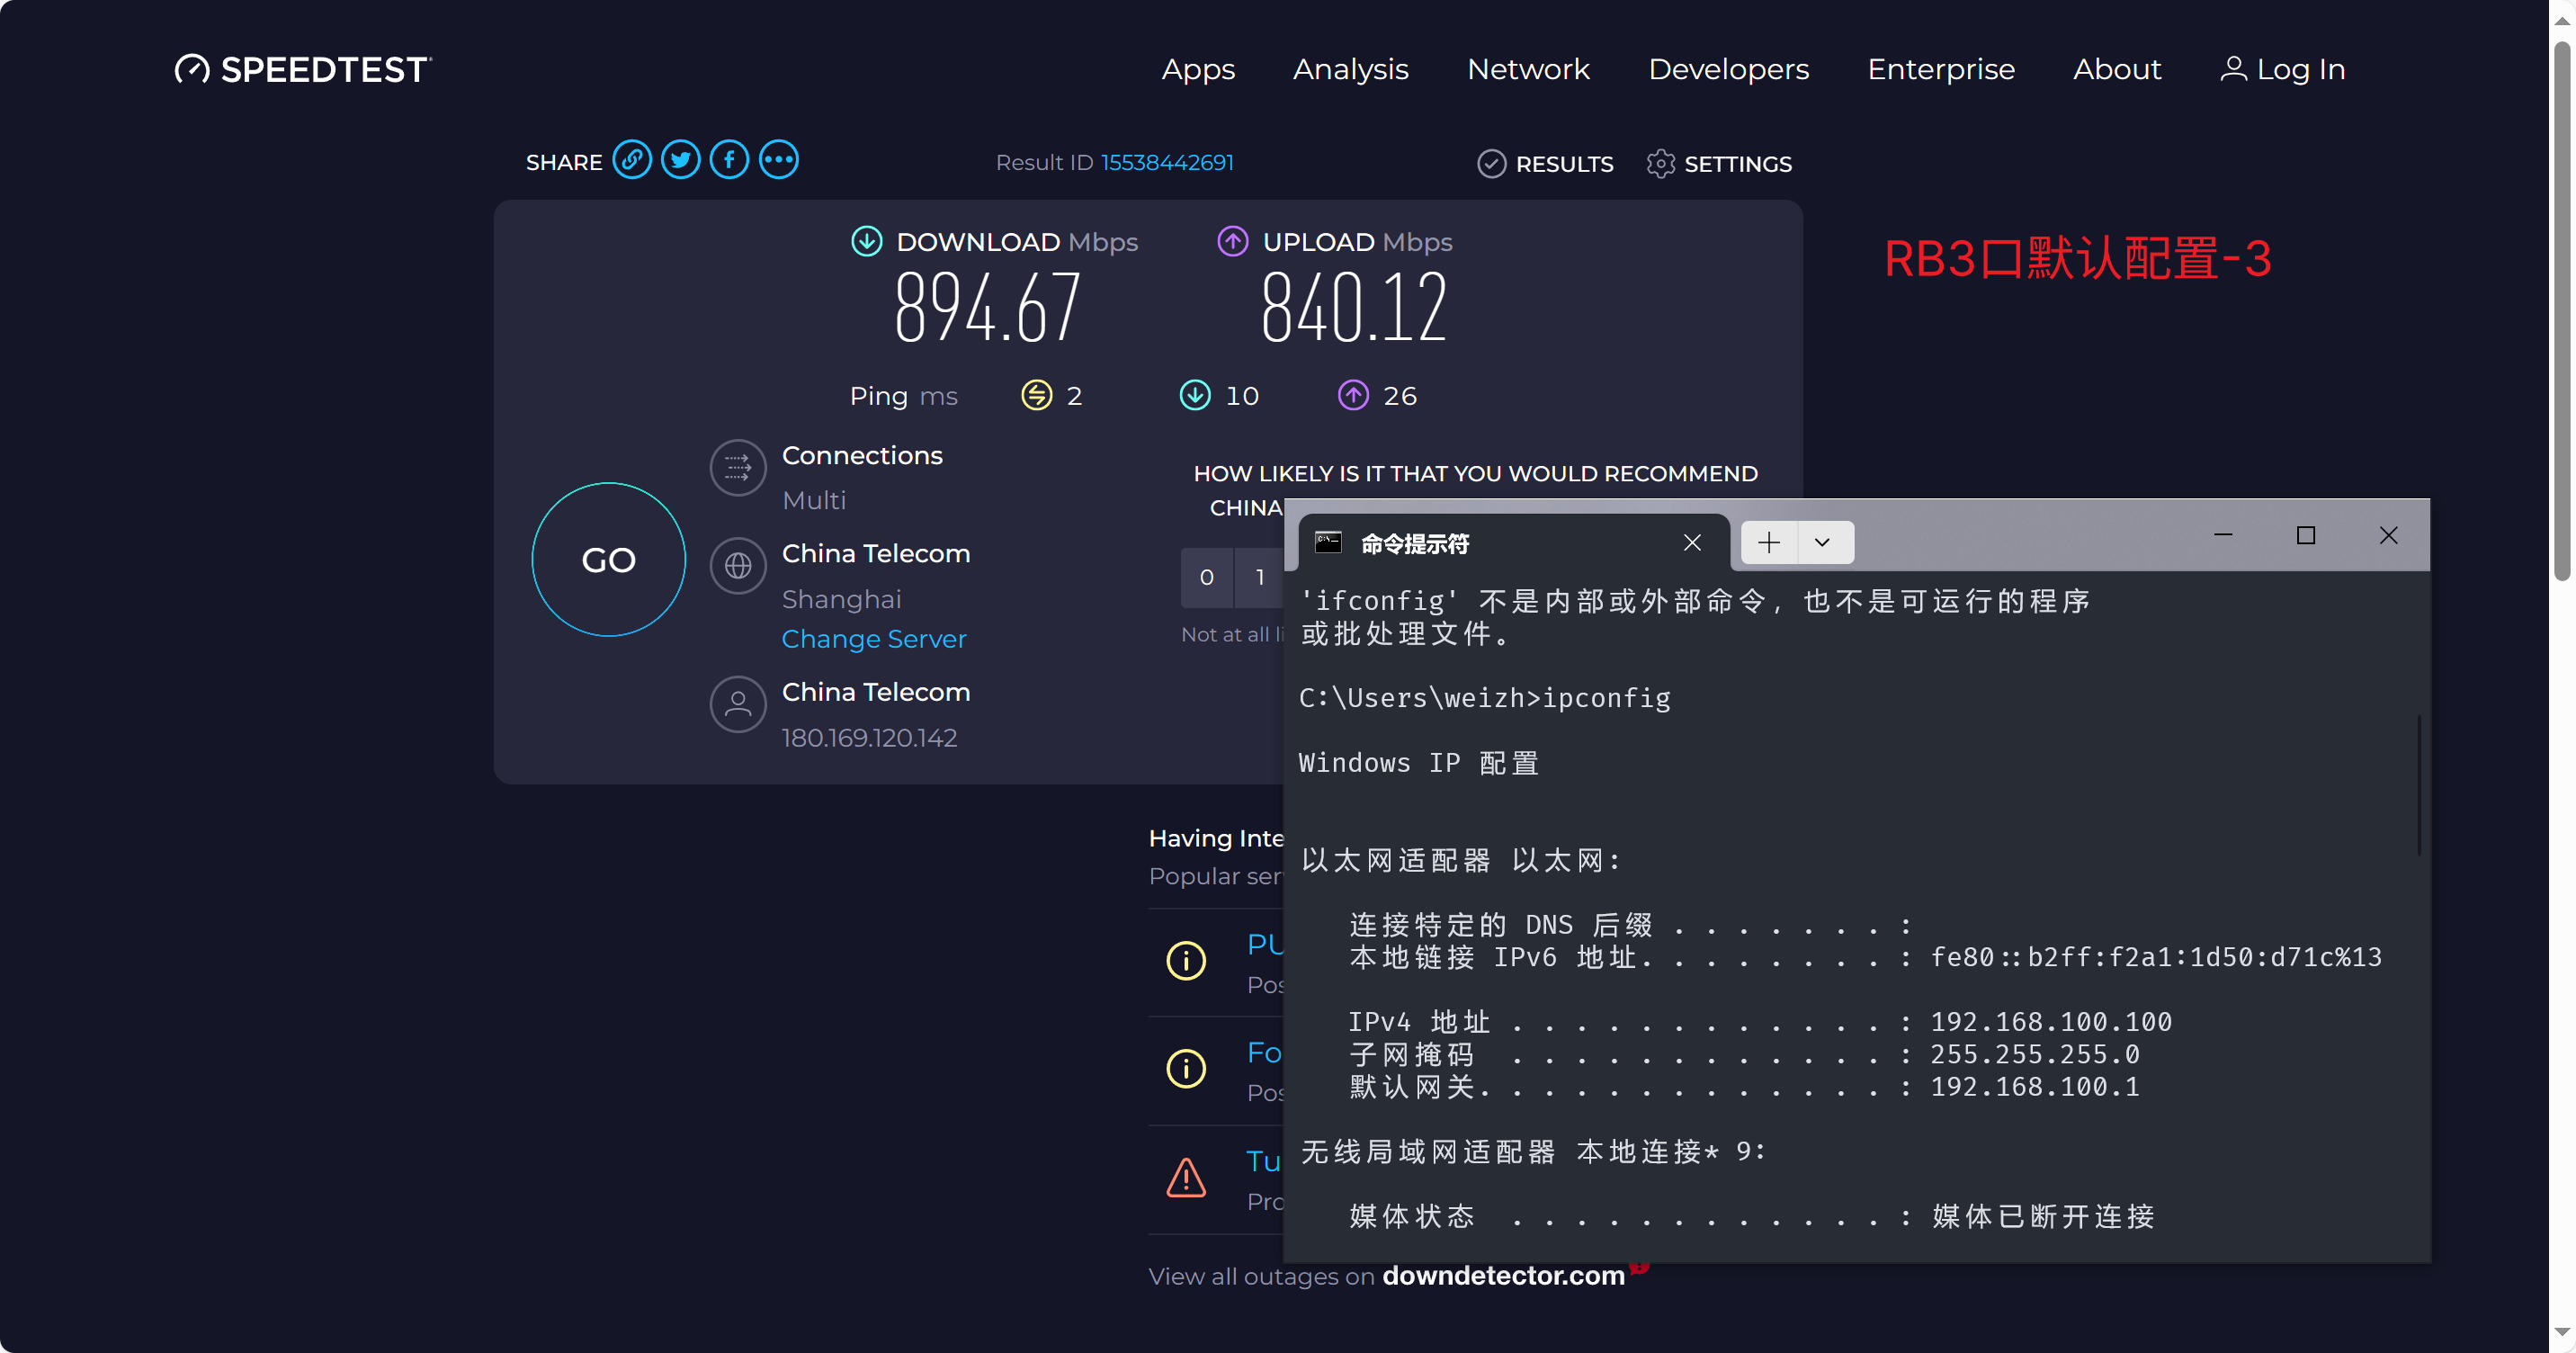 SPEEDTEST
Apps Analysis Network Developers Enterprise About Log In
SHARE
Result ID 15538442691
RESULTS SETTINGS
DOWNLOAD Mbps
894.67
UPLOAD Mbps
840.12
RB3口默认配置-3
Ping ms 2 10 26
GO
Connections
Multi
China Telecom
Shanghai
Change Server
China Telecom
180.169.120.142
HOW LIKELY IS IT THAT YOU WOULD RECOMMEND
CHINA
0 1
Not at all li
Having Inte
Popular ser
PU
Pos
Fo
Pos
Tu
Pro
View all outages on downdetector.com
命令提示符
'ifconfig' 不是内部或外部命令，也不是可运行的程序
或批处理文件。
C:\Users\weizh>ipconfig
Windows IP 配置
以太网适配器 以太网:
连接特定的 DNS 后缀 . . . . . . . :
本地链接 IPv6 地址. . . . . . . . : fe80::b2ff:f2a1:1d50:d71c%13
IPv4 地址 . . . . . . . . . . . . : 192.168.100.100
子网掩码 . . . . . . . . . . . . : 255.255.255.0
默认网关. . . . . . . . . . . . . : 192.168.100.1
无线局域网适配器 本地连接* 9:
媒体状态 . . . . . . . . . . . . : 媒体已断开连接